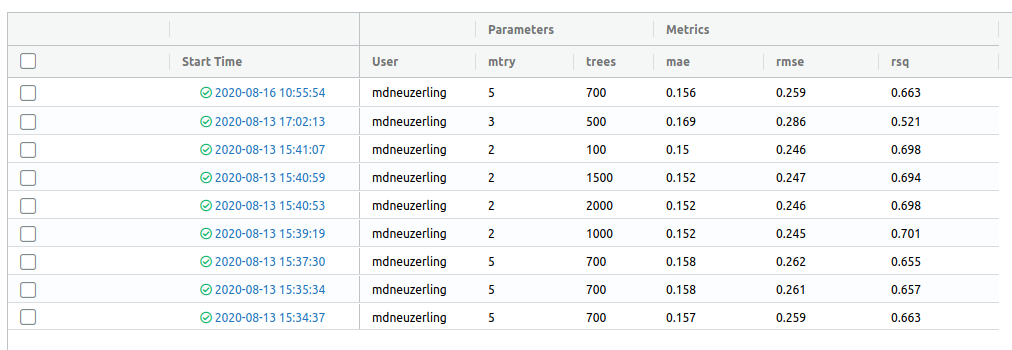 Parameters Metrics
Start Time User mtry trees mae rmse rsq
2020-08-16 10:55:54 mdneuzerling 5 700 0.156 0.259 0.663
2020-08-13 17:02:13 mdneuzerling 3 500 0.169 0.286 0.521
2020-08-13 15:41:07 mdneuzerling 2 100 0.15 0.246 0.698
2020-08-13 15:40:59 mdneuzerling 2 1500 0.152 0.247 0.694
2020-08-13 15:40:53 mdneuzerling 2 2000 0.152 0.246 0.698
2020-08-13 15:39:19 mdneuzerling 2 1000 0.152 0.245 0.701
2020-08-13 15:37:30 mdneuzerling 5 700 0.158 0.262 0.655
2020-08-13 15:35:34 mdneuzerling 5 700 0.158 0.261 0.657
2020-08-13 15:34:37 mdneuzerling 5 700 0.157 0.259 0.663